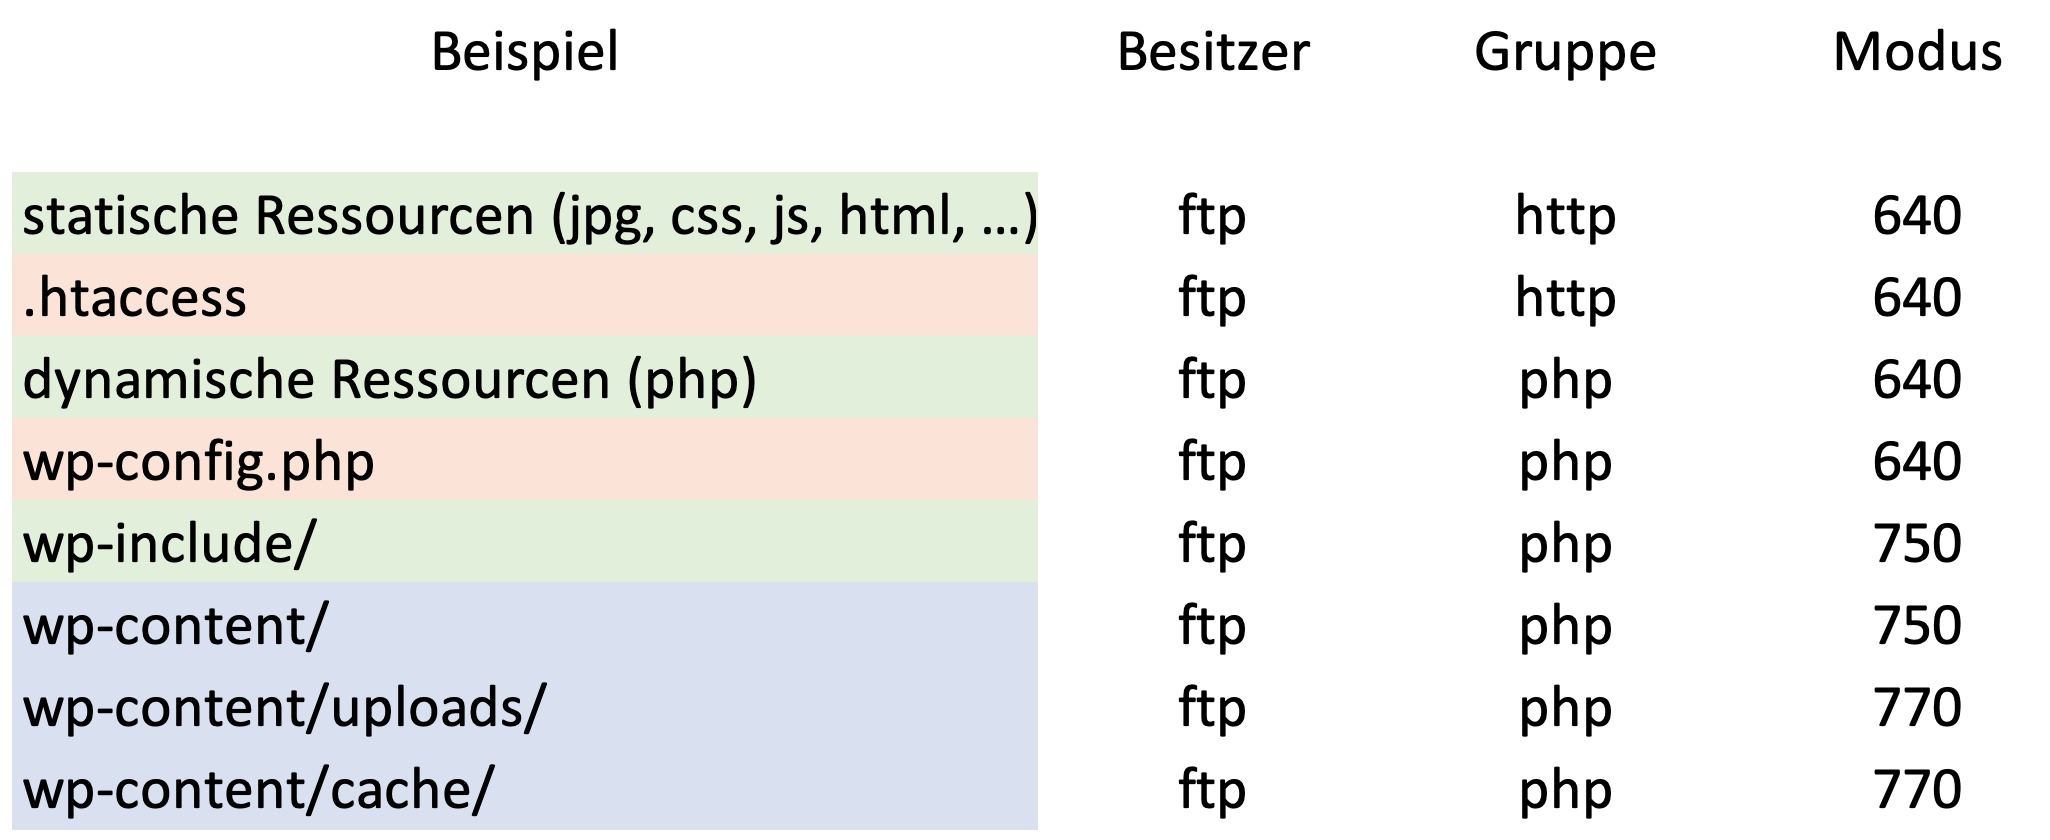 Beispiel Besitzer Gruppe Modus
statische Ressourcen (jpg, css, js, html, …) ftp http 640
.htaccess ftp http 640
dynamische Ressourcen (php) ftp php 640
wp-config.php ftp php 640
wp-include/ ftp php 750
wp-content/ ftp php 750
wp-content/uploads/ ftp php 770
wp-content/cache/ ftp php 770